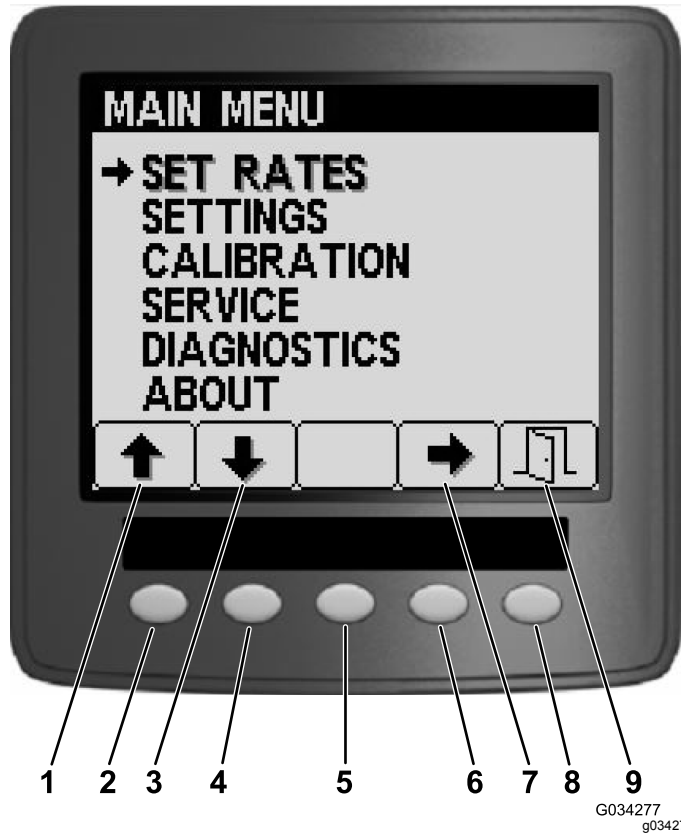 MAIN MENU
SET RATES
SETTINGS
CALIBRATION
SERVICE
DIAGNOSTICS
ABOUT
1 2 3 4 5 6 7 8 9
G034277